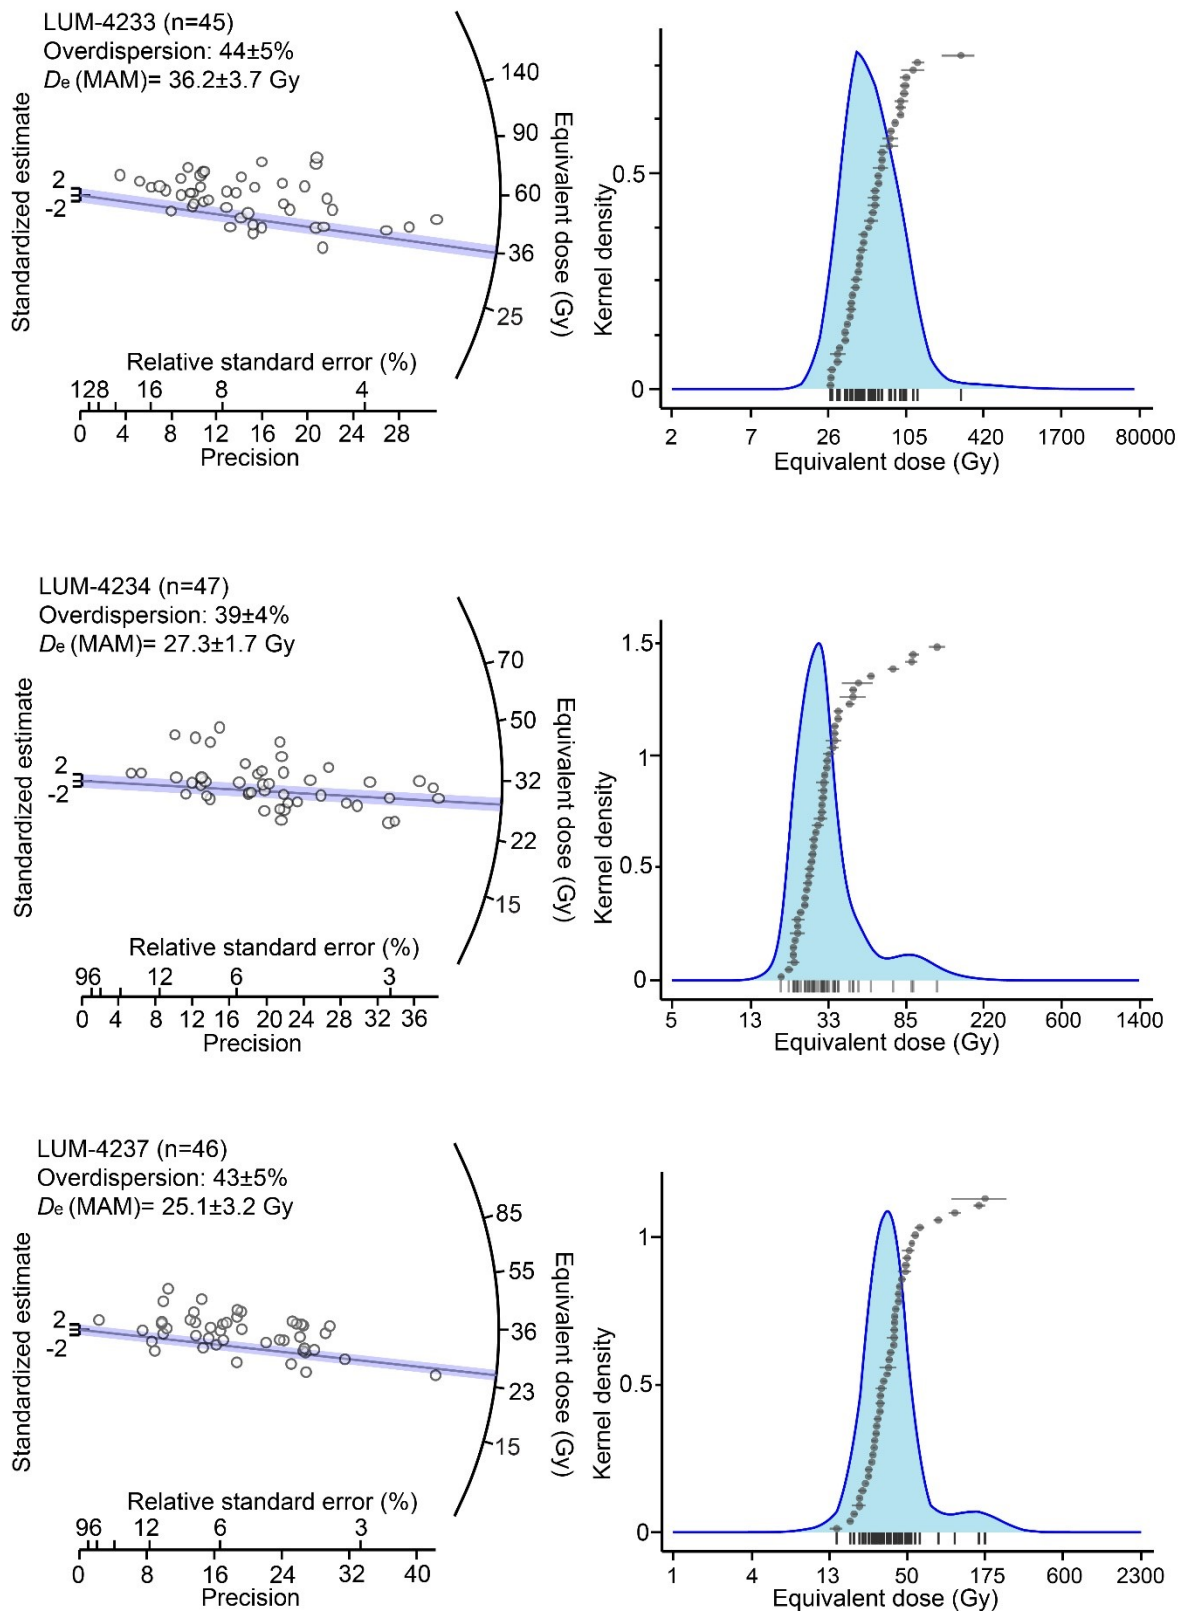 LUM-4233 (n=45)
Overdispersion: 44±5%
De (MAM)= 36.2±3.7 Gy
Standardized estimate
2
-2
140
90
60
36
25
Equivalent dose (Gy)
Relative standard error (%)
128 16 8 4
0 4 8 12 16 20 24 28
Precision
Kernel density
0.5
0
2 7 26 105 420 1700 80000
Equivalent dose (Gy)
LUM-4234 (n=47)
Overdispersion: 39±4%
De (MAM)= 27.3±1.7 Gy
Standardized estimate
2
-2
70
50
32
22
15
Equivalent dose (Gy)
Relative standard error (%)
96 12 6 3
0 4 8 12 16 20 24 28 32 36
Precision
Kernel density
1.5
1
0.5
0
5 13 33 85 220 600 1400
Equivalent dose (Gy)
LUM-4237 (n=46)
Overdispersion: 43±5%
De (MAM)= 25.1±3.2 Gy
Standardized estimate
2
-2
85
55
36
23
15
Equivalent dose (Gy)
Relative standard error (%)
96 12 6 3
0 8 16 24 32 40
Precision
Kernel density
1
0.5
0
1 4 13 50 175 600 2300
Equivalent dose (Gy)